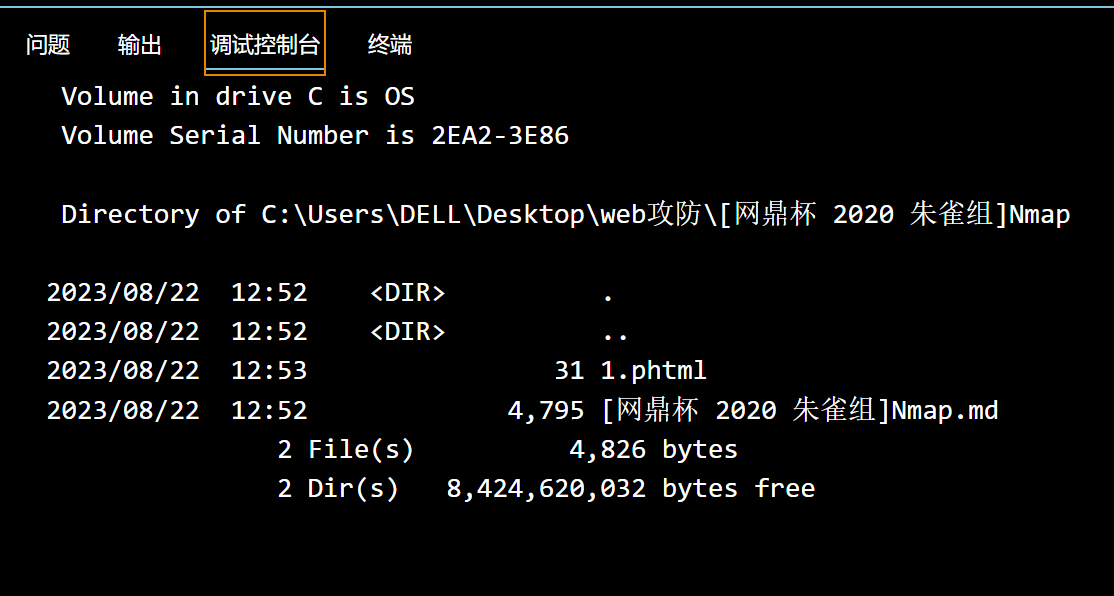 问题 输出 调试控制台 终端
Volume in drive C is OS
Volume Serial Number is 2EA2-3E86
Directory of C:\Users\DELL\Desktop\web攻防\[网鼎杯 2020 朱雀组]Nmap
2023/08/22  12:52    <DIR>          .
2023/08/22  12:52    <DIR>          ..
2023/08/22  12:53                31 1.phtml
2023/08/22  12:52             4,795 [网鼎杯 2020 朱雀组]Nmap.md
2 File(s)          4,826 bytes
2 Dir(s)   8,424,620,032 bytes free